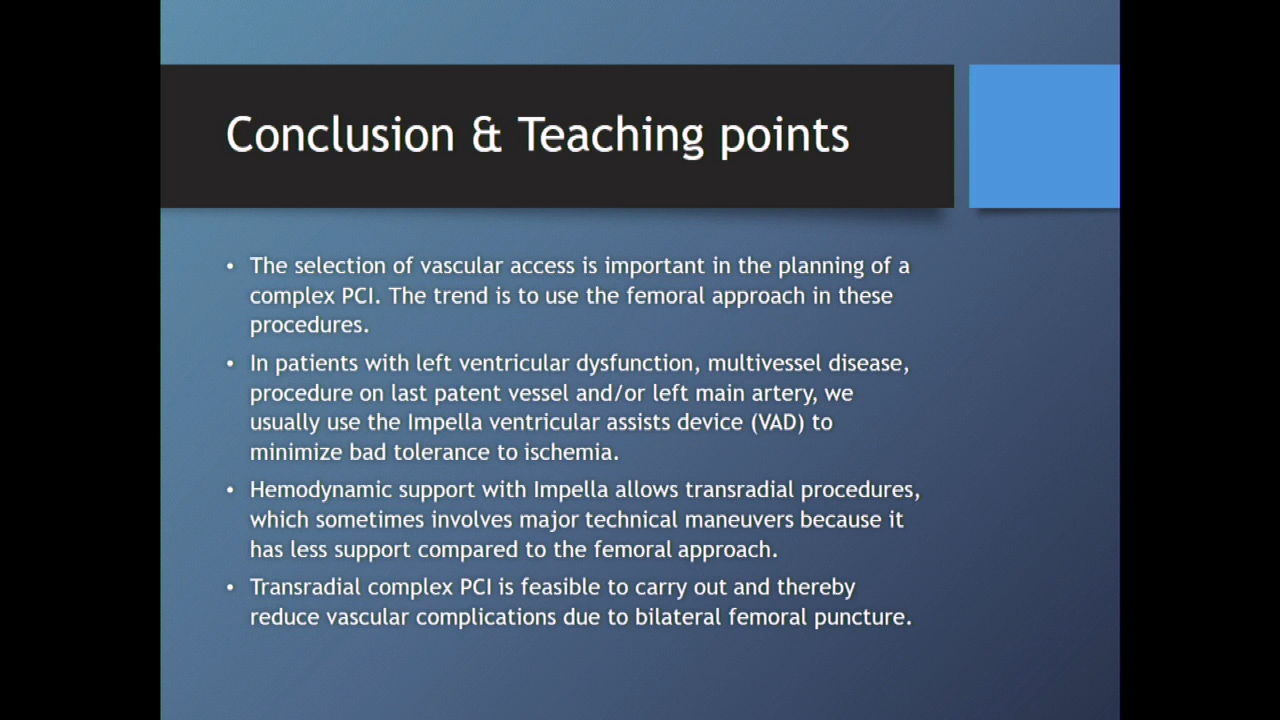 Conclusion & Teaching points
• The selection of vascular access is important in the planning of a
complex PCI. The trend is to use the femoral approach in these
procedures.
• In patients with left ventricular dysfunction, multivessel disease,
procedure on last patent vessel and/or left main artery, we
usually use the Impella ventricular assists device (VAD) to
minimize bad tolerance to ischemia.
• Hemodynamic support with Impella allows transradial procedures,
which sometimes involves major technical maneuvers because it
has less support compared to the femoral approach.
• Transradial complex PCI is feasible to carry out and thereby
reduce vascular complications due to bilateral femoral puncture.